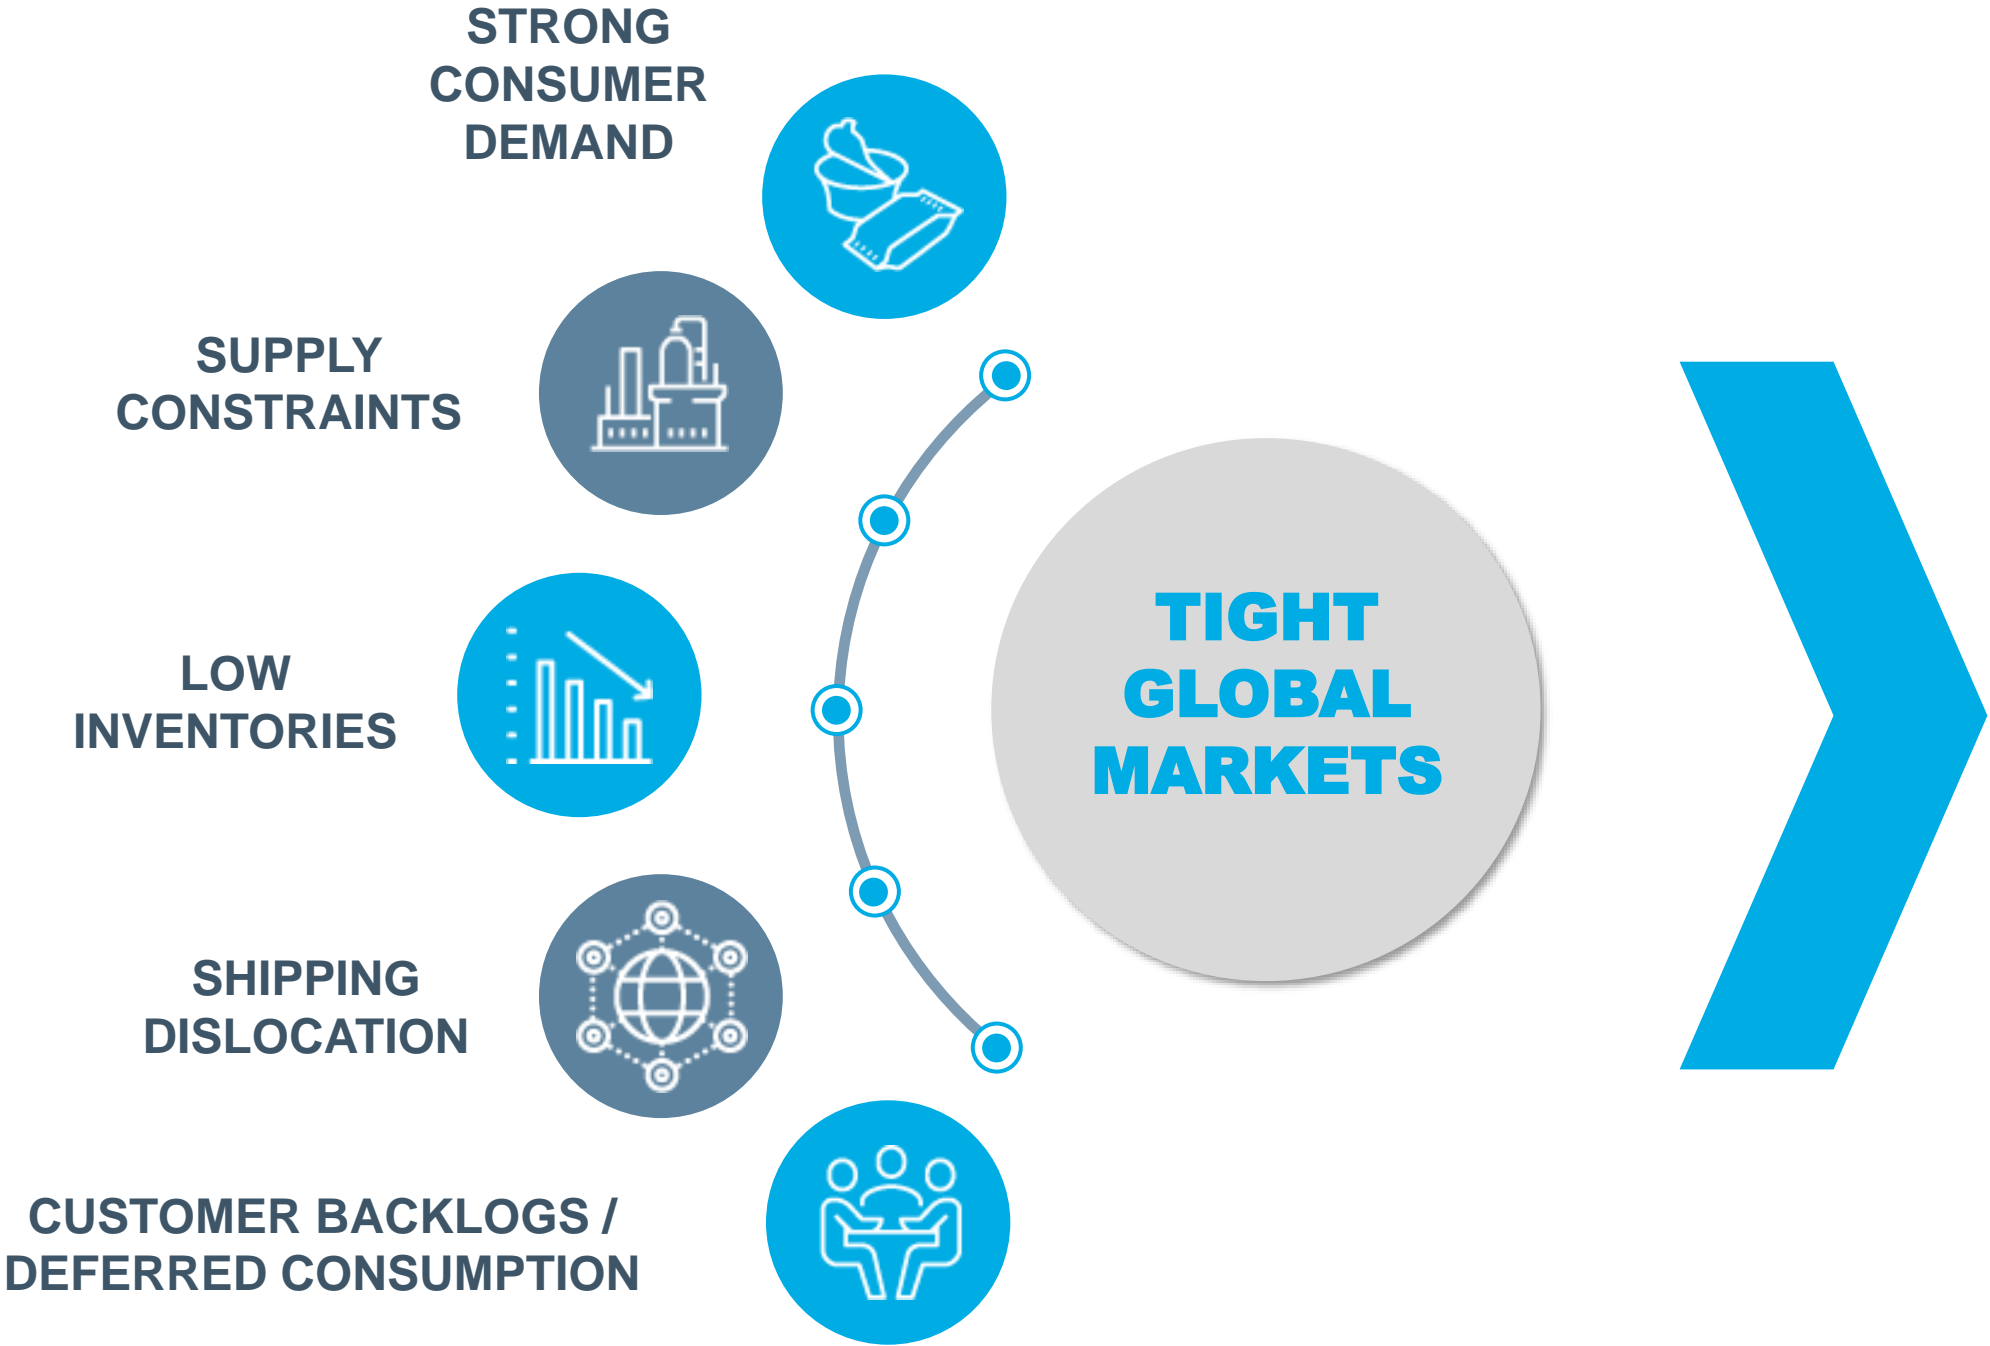 STRONG
CONSUMER
DEMAND
SUPPLY
CONSTRAINTS
LOW
INVENTORIES
SHIPPING
DISLOCATION
CUSTOMER BACKLOGS /
DEFERRED CONSUMPTION
TIGHT
GLOBAL
MARKETS